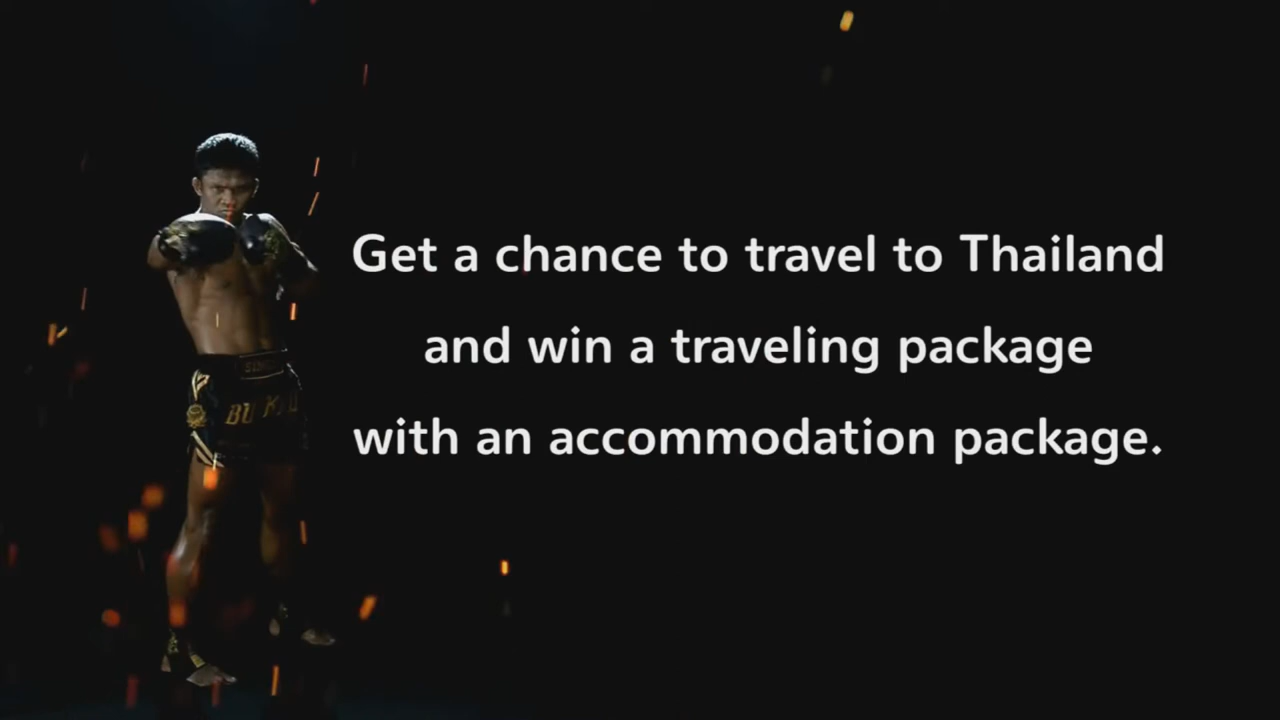 Get a chance to travel to Thailand
and win a traveling package
with an accommodation package.